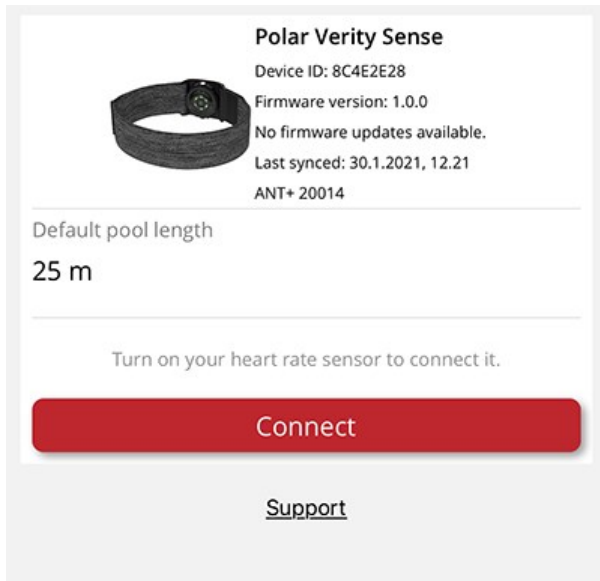 Polar Verity Sense
Device ID: 8C4E2E28
Firmware version: 1.0.0
No firmware updates available.
Last synced: 30.1.2021, 12.21
ANT+ 20014
Default pool length
25 m
Turn on your heart rate sensor to connect it.
Connect
Support